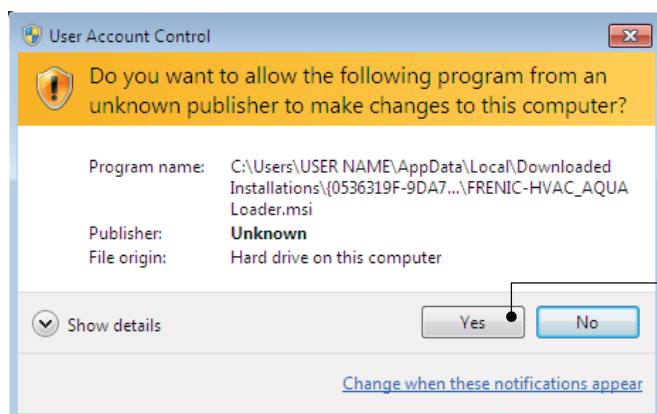 User Account Control
Do you want to allow the following program from an
unknown publisher to make changes to this computer?
Program name: C:\Users\USER NAME\AppData\Local\Downloaded
Installations\{0536319F-9DA7...\FRENIC-HVAC_AQUA
Loader.msi
Publisher: Unknown
File origin: Hard drive on this computer
Show details
Yes
No
Change when these notifications appear